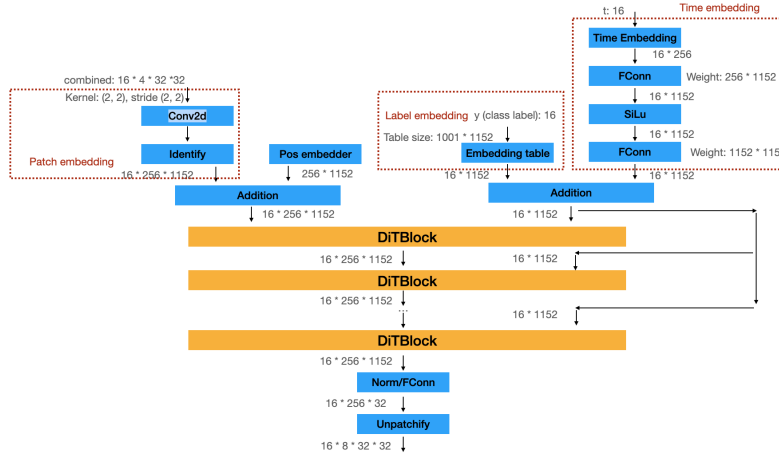 Time embedding
t: 16
Time Embedding
16 * 256
combined: 16 * 4 * 32 *32
FConn
Weight: 256 * 1152
Kernel: (2, 2), stride (2, 2)
16 * 1152
Conv2d
Label embedding
y (class label): 16
SiLu
Table size: 1001 * 1152
16 * 1152
Identify
Pos embedder
Embedding table
FConn
Weight: 1152 * 115
Patch embedding
16 * 256 * 1152
256 * 1152
16 * 1152
16 * 1152
Addition
Addition
16 * 256 * 1152
16 * 1152
DiTBlock
16 * 256 * 1152
16 * 1152
DiTBlock
16 * 256 * 1152
...
16 * 1152
DiTBlock
16 * 256 * 1152
Norm/FConn
16 * 256 * 32
Unpatchify
16 * 8 * 32 * 32